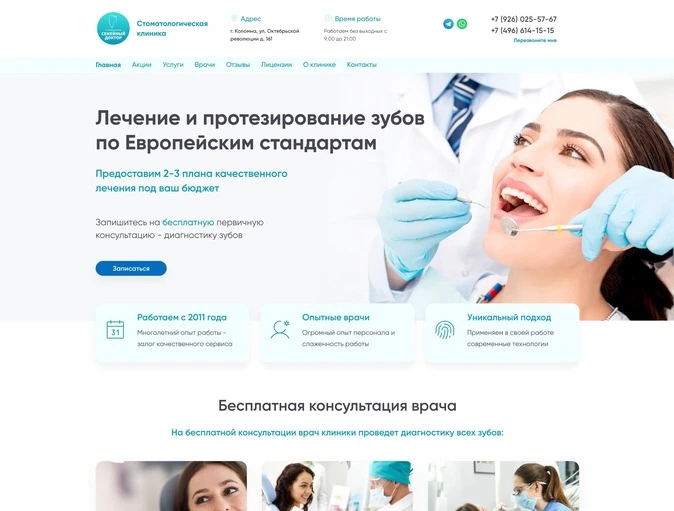 СЕМЕЙНЫЙ
ДОКТОР
Стоматологическая
клиника
Адрес
г. Коломна, ул. Октябрьской
революции д. 161
Время работы
Работаем без выходных с
9:00 до 21:00
+7 (926) 025-57-67
+7 (496) 614-15-15
Перезвоните мне
Главная Акции Услуги Врачи Отзывы Лицензии О клинике Контакты
Лечение и протезирование зубов
по Европейским стандартам
Предоставим 2-3 плана качественного
лечения под ваш бюджет
Запишитесь на бесплатную первичную
консультацию - диагностику зубов
Записаться
31
Работаем с 2011 года
Многолетний опыт работы -
залог качественного сервиса
Опытные врачи
Огромный опыт персонала и
слаженность работы
Уникальный подход
Применяем в своей работе
современные технологии
Бесплатная консультация врача
На бесплатной консультации врач клиники проведет диагностику всех зубов: